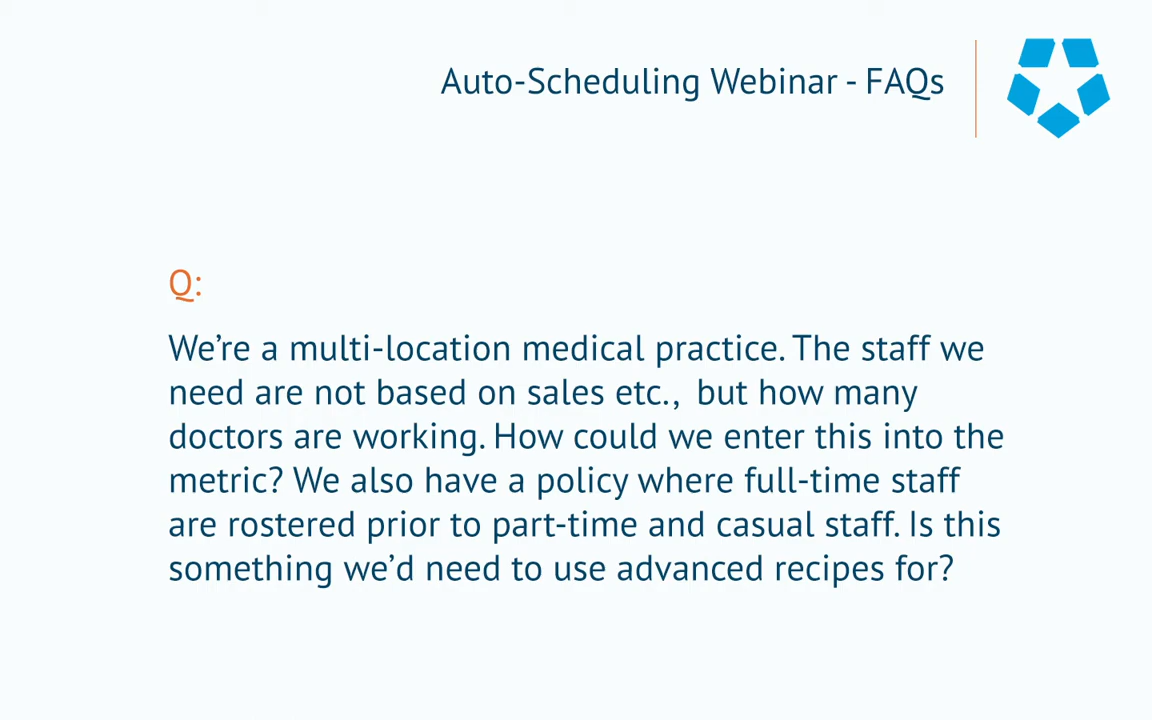 Auto-Scheduling Webinar - FAQs
Q:
We’re a multi-location medical practice. The staff we
need are not based on sales etc.,  but how many
doctors are working. How could we enter this into the
metric? We also have a policy where full-time staff
are rostered prior to part-time and casual staff. Is this
something we’d need to use advanced recipes for?